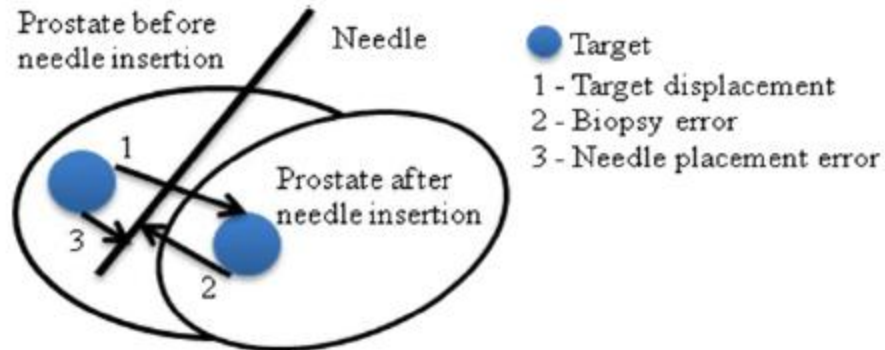 Prostate before
needle insertion
Needle
Target
1 - Target displacement
2 - Biopsy error
3 - Needle placement error
1
Prostate after
needle insertion
3
2